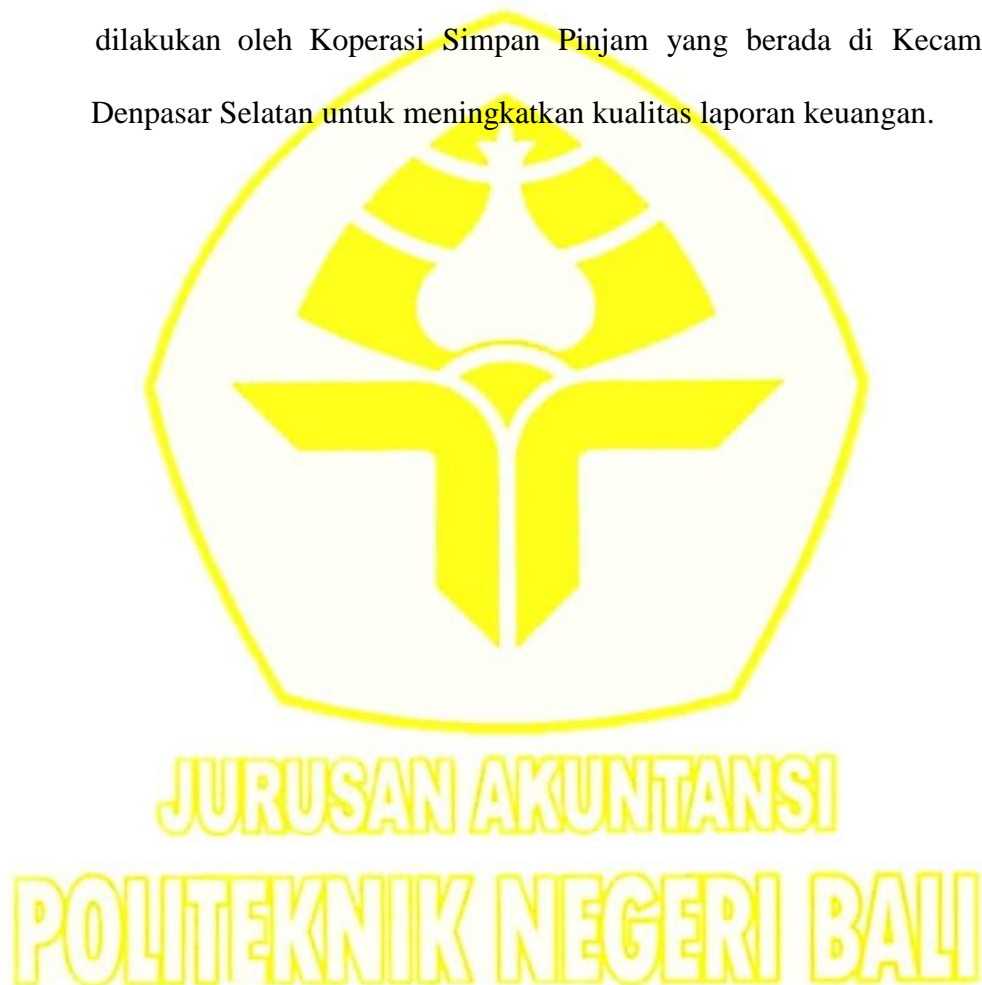 dilakukan oleh Koperasi Simpan Pinjam yang berada di Kecam
Denpasar Selatan untuk meningkatkan kualitas laporan keuangan.
JURUSAN AKUNTANSI
POLITEKNIK NEGERI BALI